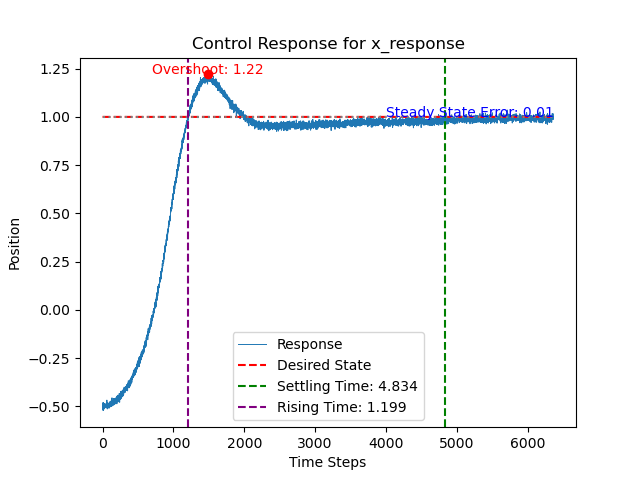 Control Response for x_response
Overshoot: 1.22
Steady State Error: 0.01
Position
1.25
1.00
0.75
0.50
0.25
0.00
−0.25
−0.50
Response
Desired State
Settling Time: 4.834
Rising Time: 1.199
0 1000 2000 3000 4000 5000 6000
Time Steps